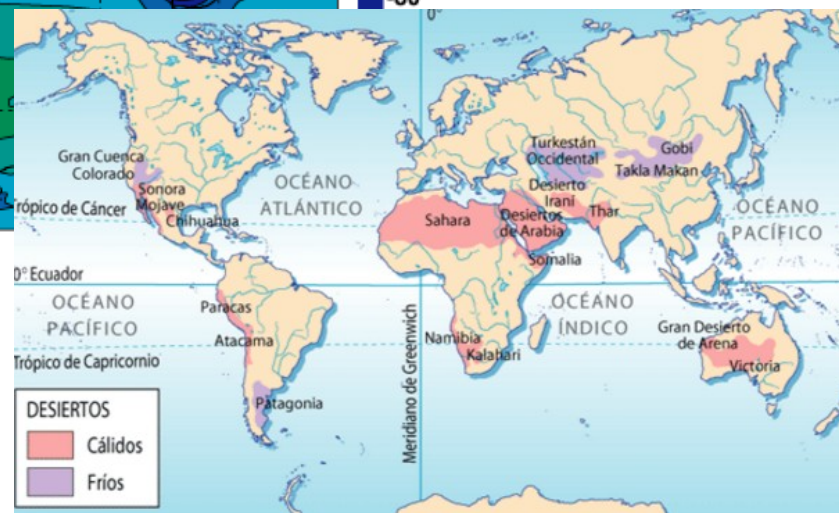 -80
0°
Gran Cuenca
Colorado
Sonora
Mojave
Chihuahua
Trópico de Cáncer
OCÉANO
ATLÁNTICO
Turkestán
Occidental
Gobi
Takla Makan
Desierto
Iraní
Thar
Sahara
Desiertos
de Arabia
Somalia
OCÉANO
PACÍFICO
0° Ecuador
OCÉANO
PACÍFICO
Paracas
Atacama
Trópico de Capricornio
Patagonia
Meridiano de Greenwich
Namibia
Kalahari
OCÉANO
ÍNDICO
Gran Desierto
de Arena
Victoria
DESIERTOS
Cálidos
Fríos